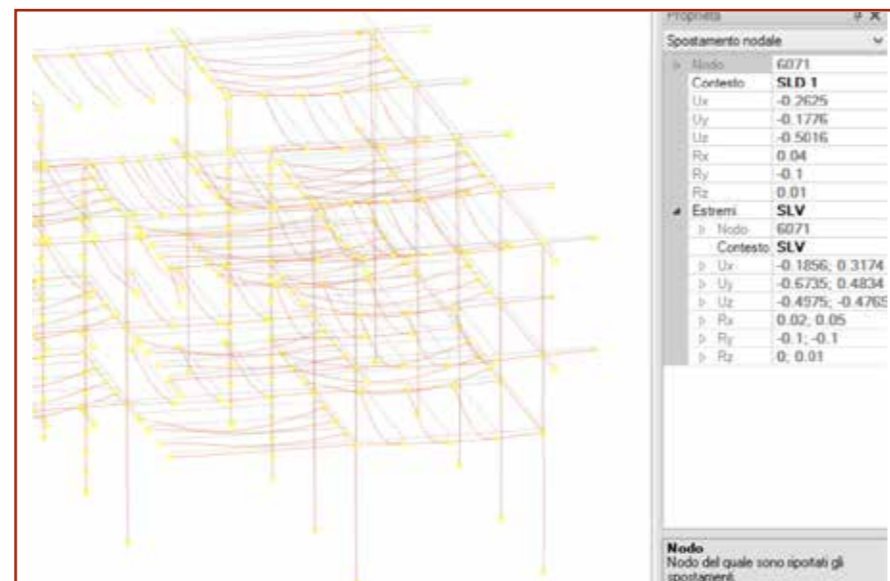 Proprietà
Spostamento nodale
Nodo 6071
Contesto SLD 1
Ux -0.2625
Uy -0.1776
Uz -0.5016
Rx 0.04
Ry -0.1
Rz 0.01
Estremi SLV
Nodo 6071
Contesto SLV
Ux -0.1856; 0.3174
Uy -0.6735; 0.4834
Uz -0.4975; -0.4765
Rx 0.02; 0.05
Ry -0.1; -0.1
Rz 0; 0.01
Nodo
Nodo del quale sono riportati gli
spostamenti.